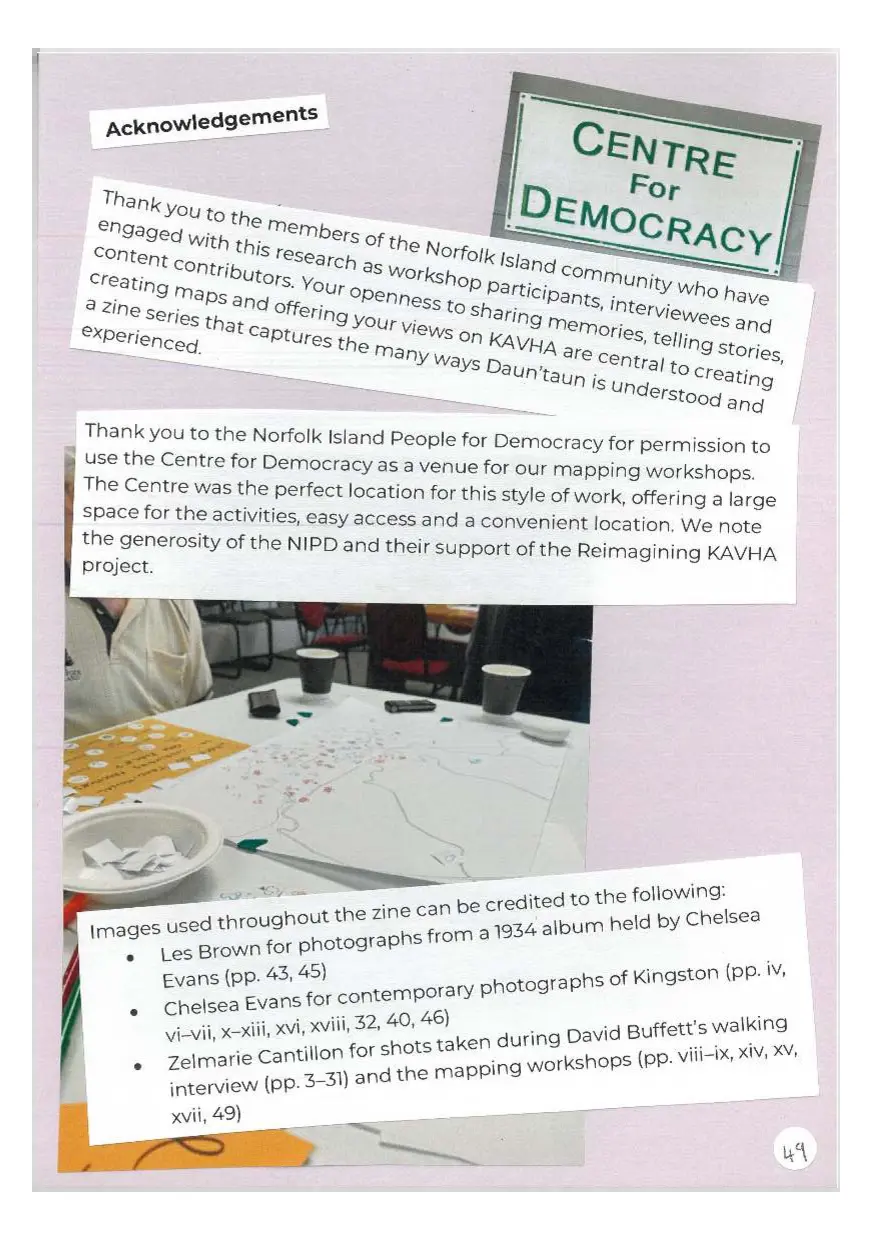 Acknowledgements
CENTRE
For
DEMOCRACY
Thank you to the members of the Norfolk Island community who have
engaged with this research as workshop participants, interviewees and
content contributors. Your openness to sharing memories, telling stories,
creating maps and offering your views on KAVHA are central to creating
a zine series that captures the many ways Daun'taun is understood and
experienced.
Thank you to the Norfolk Island People for Democracy for permission to
use the Centre for Democracy as a venue for our mapping workshops.
The Centre was the perfect location for this style of work, offering a large
space for the activities, easy access and a convenient location. We note
the generosity of the NIPD and their support of the Reimagining KAVHA
project.
Images used throughout the zine can be credited to the following:
• Les Brown for photographs from a 1934 album held by Chelsea
Evans (pp. 43, 45)
• Chelsea Evans for contemporary photographs of Kingston (pp. iv,
vi–vii, x–xiii, xvi, xviii, 32, 40, 46)
• Zelmarie Cantillon for shots taken during David Buffett's walking
interview (pp. 3–31) and the mapping workshops (pp. viii–ix, xiv, xv,
xvii, 49)
49